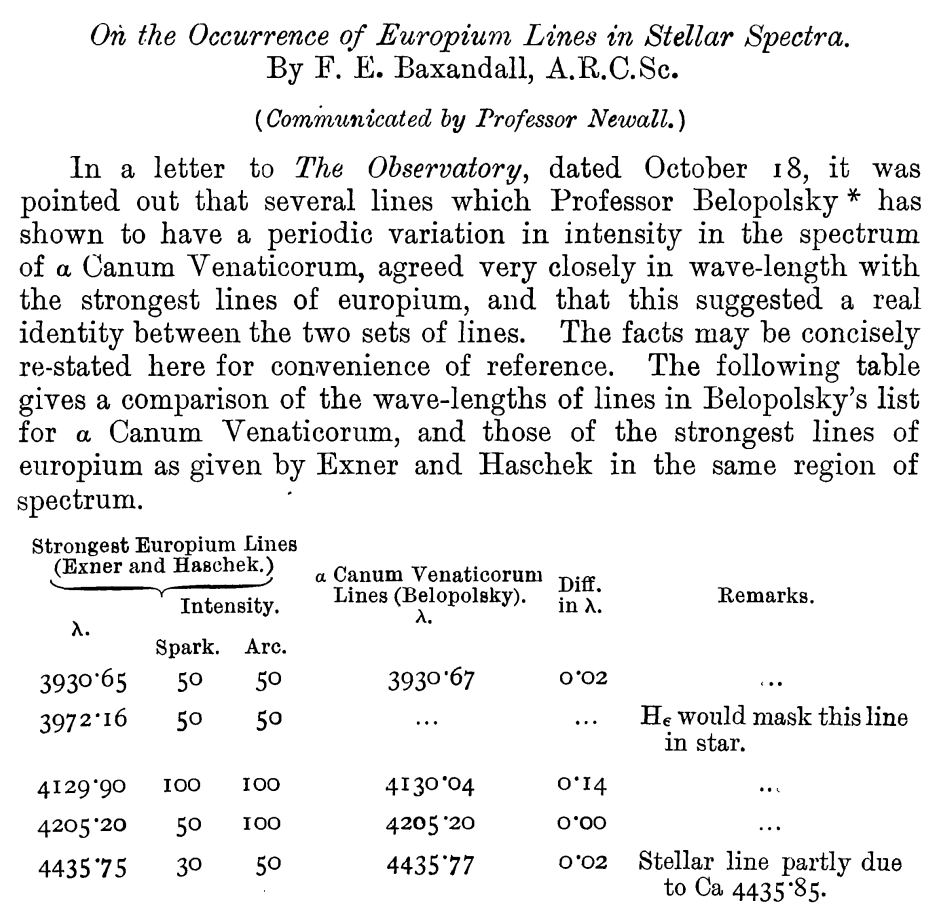 On the Occurrence of Europium Lines in Stellar Spectra.
By F. E. Baxandall, A.R.C.Sc.
(Communicated by Professor Newall.)
In a letter to The Observatory, dated October 18, it was
pointed out that several lines which Professor Belopolsky * has
shown to have a periodic variation in intensity in the spectrum
of α Canum Venaticorum, agreed very closely in wave-length with
the strongest lines of europium, and that this suggested a real
identity between the two sets of lines. The facts may be concisely
re-stated here for convenience of reference. The following table
gives a comparison of the wave-lengths of lines in Belopolsky's list
for α Canum Venaticorum, and those of the strongest lines of
europium as given by Exner and Haschek in the same region of
spectrum.
Strongest Europium Lines
(Exner and Haschek.)
λ.
Intensity.
Spark. Arc.
α Canum Venaticorum
Lines (Belopolsky).
λ.
Diff.
in λ.
Remarks.
3930·65 50 50 3930·67 0·02 ...
3972·16 50 50 ... ... Hϵ would mask this line
in star.
4129·90 100 100 4130·04 0·14 ...
4205·20 50 100 4205·20 0·00 ...
4435·75 30 50 4435·77 0·02 Stellar line partly due
to Ca 4435·85.